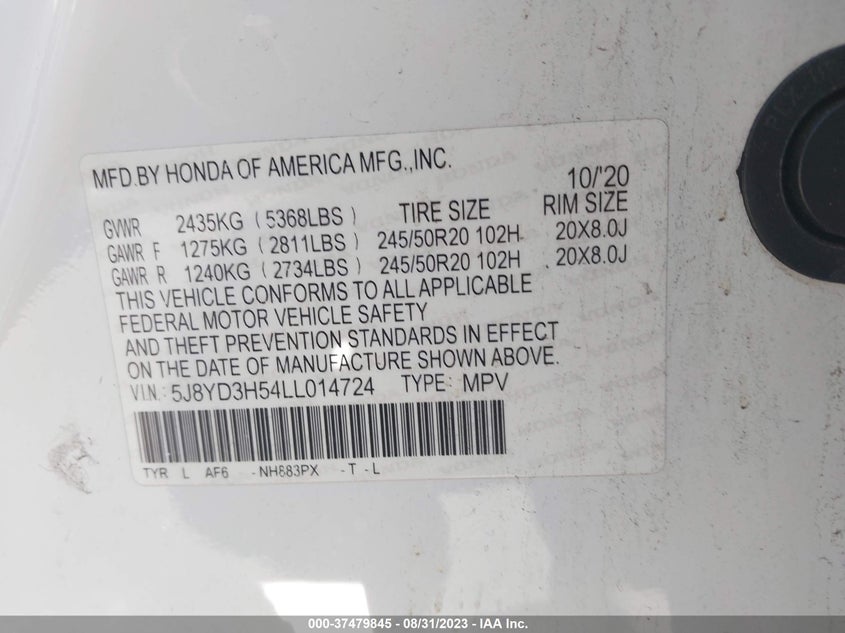 MFD.BY HONDA OF AMERICA MFG.,INC.
10/'20
GVWR 2435KG (5368LBS) TIRE SIZE RIM SIZE
GAWR F 1275KG (2811LBS) 245/50R20 102H 20X8.0J
GAWR R 1240KG (2734LBS) 245/50R20 102H 20X8.0J
THIS VEHICLE CONFORMS TO ALL APPLICABLE
FEDERAL MOTOR VEHICLE SAFETY
AND THEFT PREVENTION STANDARDS IN EFFECT
ON THE DATE OF MANUFACTURE SHOWN ABOVE.
V.I.N.: 5J8YD3H54LL014724 TYPE: MPV
TYR L AF6 -NH883PX -T -L
000-37479845 - 08/31/2023 - IAA Inc.